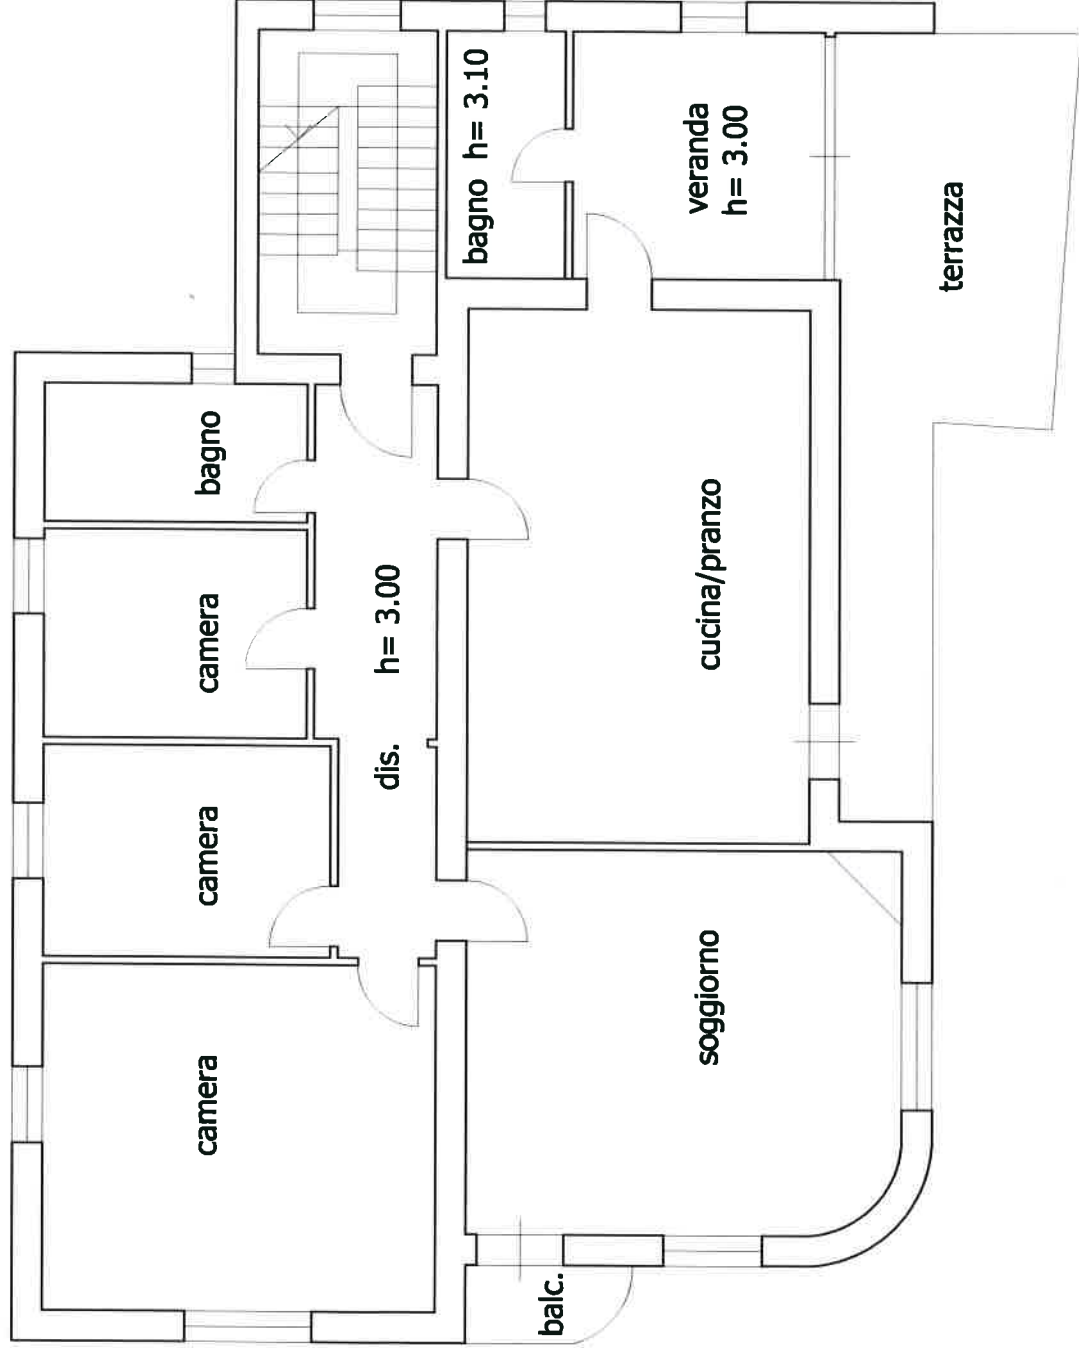 bagno h= 3.10
veranda
h= 3.00
terrazza
bagno
camera
h= 3.00
cucina/pranzo
camera
dis.
camera
soggiorno
balc.